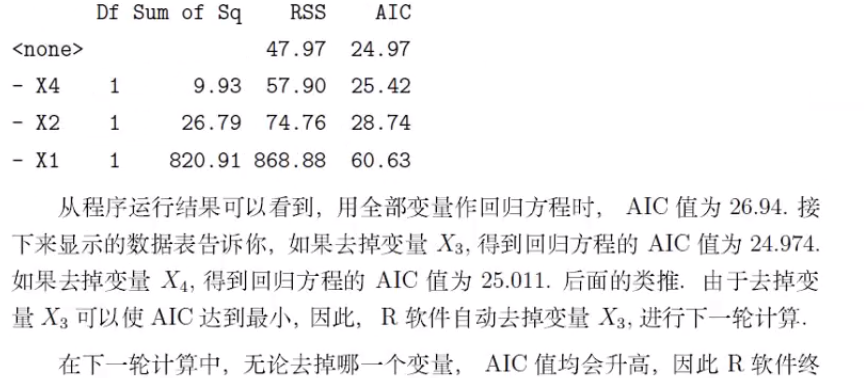 Df Sum of Sq RSS AIC
<none> 47.97 24.97
- X4 1 9.93 57.90 25.42
- X2 1 26.79 74.76 28.74
- X1 1 820.91 868.88 60.63
从程序运行结果可以看到, 用全部变量作回归方程时, AIC 值为 26.94. 接
下来显示的数据表告诉你, 如果去掉变量 X₃, 得到回归方程的 AIC 值为 24.974.
如果去掉变量 X₄, 得到回归方程的 AIC 值为 25.011. 后面的类推. 由于去掉变
量 X₃ 可以使 AIC 达到最小, 因此, R 软件自动去掉变量 X₃, 进行下一轮计算.
在下一轮计算中, 无论去掉哪一个变量, AIC 值均会升高, 因此 R 软件终